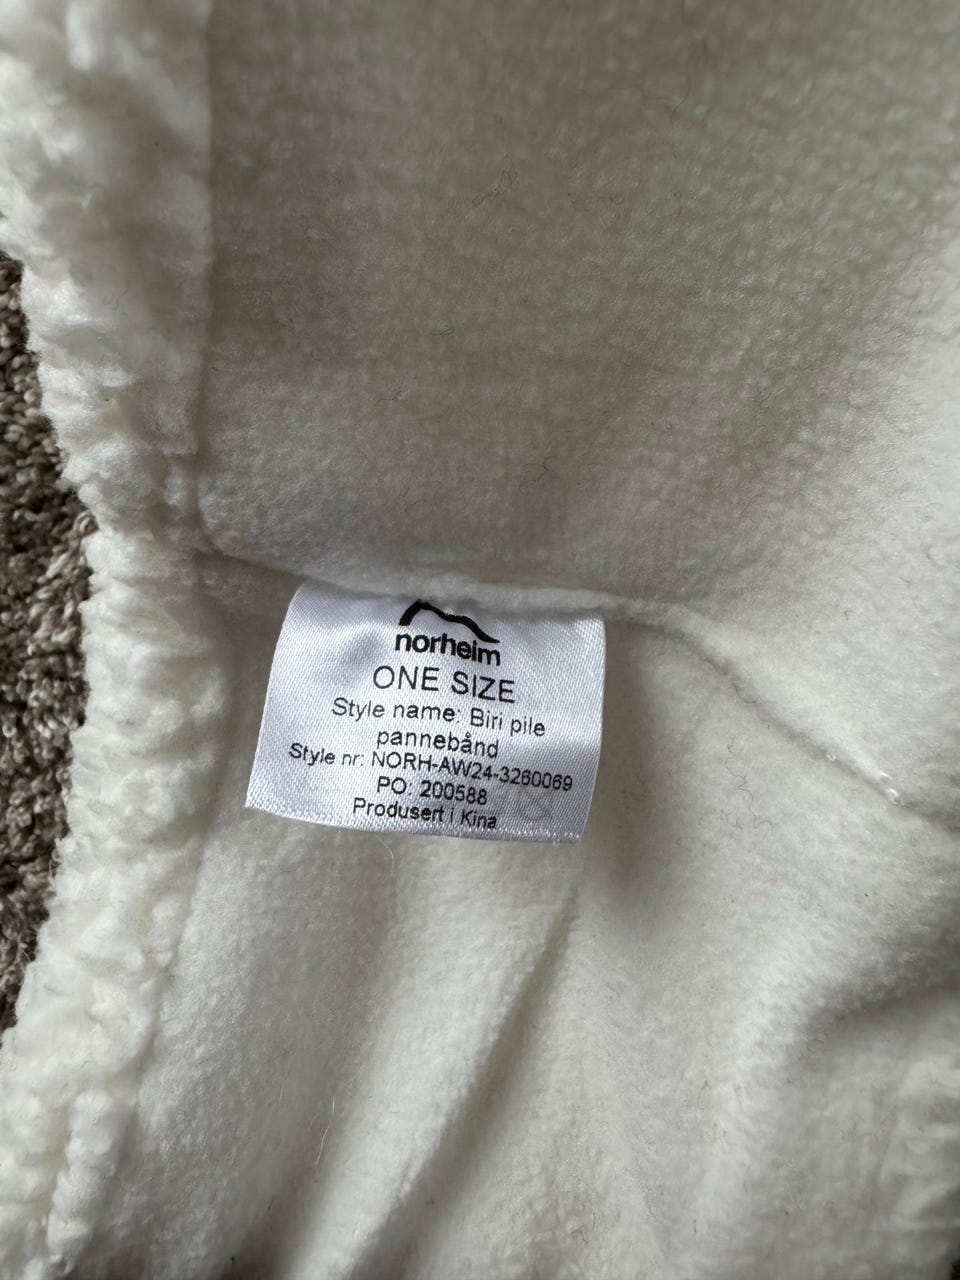 norheim
ONE SIZE
Style name: Biri pile
pannebånd
Style nr: NORH-AW24-3260069
PO: 200588
Produsert i Kina